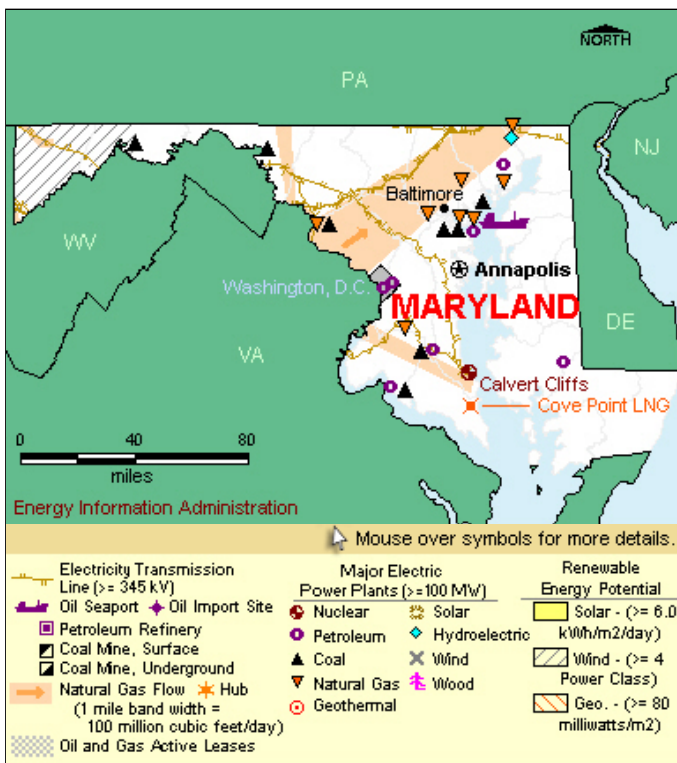 NORTH
PA
NJ
Baltimore
WV
Annapolis
Washington, D.C.
MARYLAND
DE
VA
Calvert Cliffs
Cove Point LNG
0 40 80
miles
Energy Information Administration
Mouse over symbols for more details.
Electricity Transmission
Line (>= 345 kV)
Oil Seaport Oil Import Site
Petroleum Refinery
Coal Mine, Surface
Coal Mine, Underground
Natural Gas Flow Hub
(1 mile band width =
100 million cubic feet/day)
Oil and Gas Active Leases
Major Electric
Power Plants (>=100 MW)
Nuclear Solar
Petroleum Hydroelectric
Coal Wind
Natural Gas Wood
Geothermal
Renewable
Energy Potential
Solar - (>= 6.0
kWh/m2/day)
Wind - (>= 4
Power Class)
Geo. - (>= 80
milliwatts/m2)